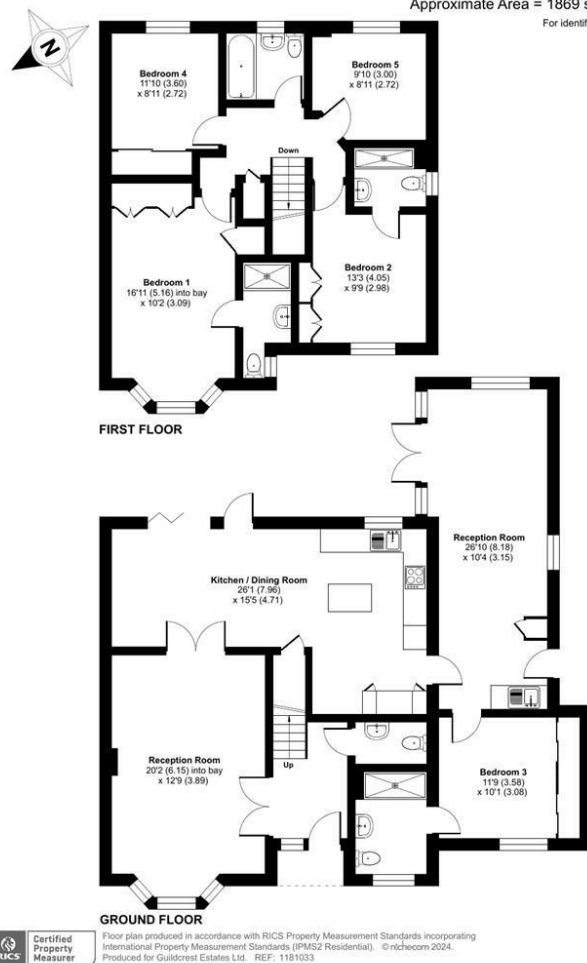 Approximate Area = 1869 s
For identif
N
Bedroom 4
11'10 (3.60)
x 8'11 (2.72)
Bedroom 5
9'10 (3.00)
x 8'11 (2.72)
Down
Bedroom 1
16'11 (5.16) into bay
x 10'2 (3.09)
Bedroom 2
13'3 (4.05)
x 9'9 (2.98)
FIRST FLOOR
Reception Room
26'10 (8.18)
x 10'4 (3.15)
Kitchen / Dining Room
26'1 (7.96)
x 15'5 (4.71)
Reception Room
20'2 (6.15) into bay
x 12'9 (3.89)
Up
Bedroom 3
11'9 (3.58)
x 10'1 (3.08)
GROUND FLOOR
RICS
Certified
Property
Measurer
Floor plan produced in accordance with RICS Property Measurement Standards incorporating
International Property Measurement Standards (IPMS2 Residential). © nichecom 2024.
Produced for Guildcrest Estates Ltd. REF: 1181033